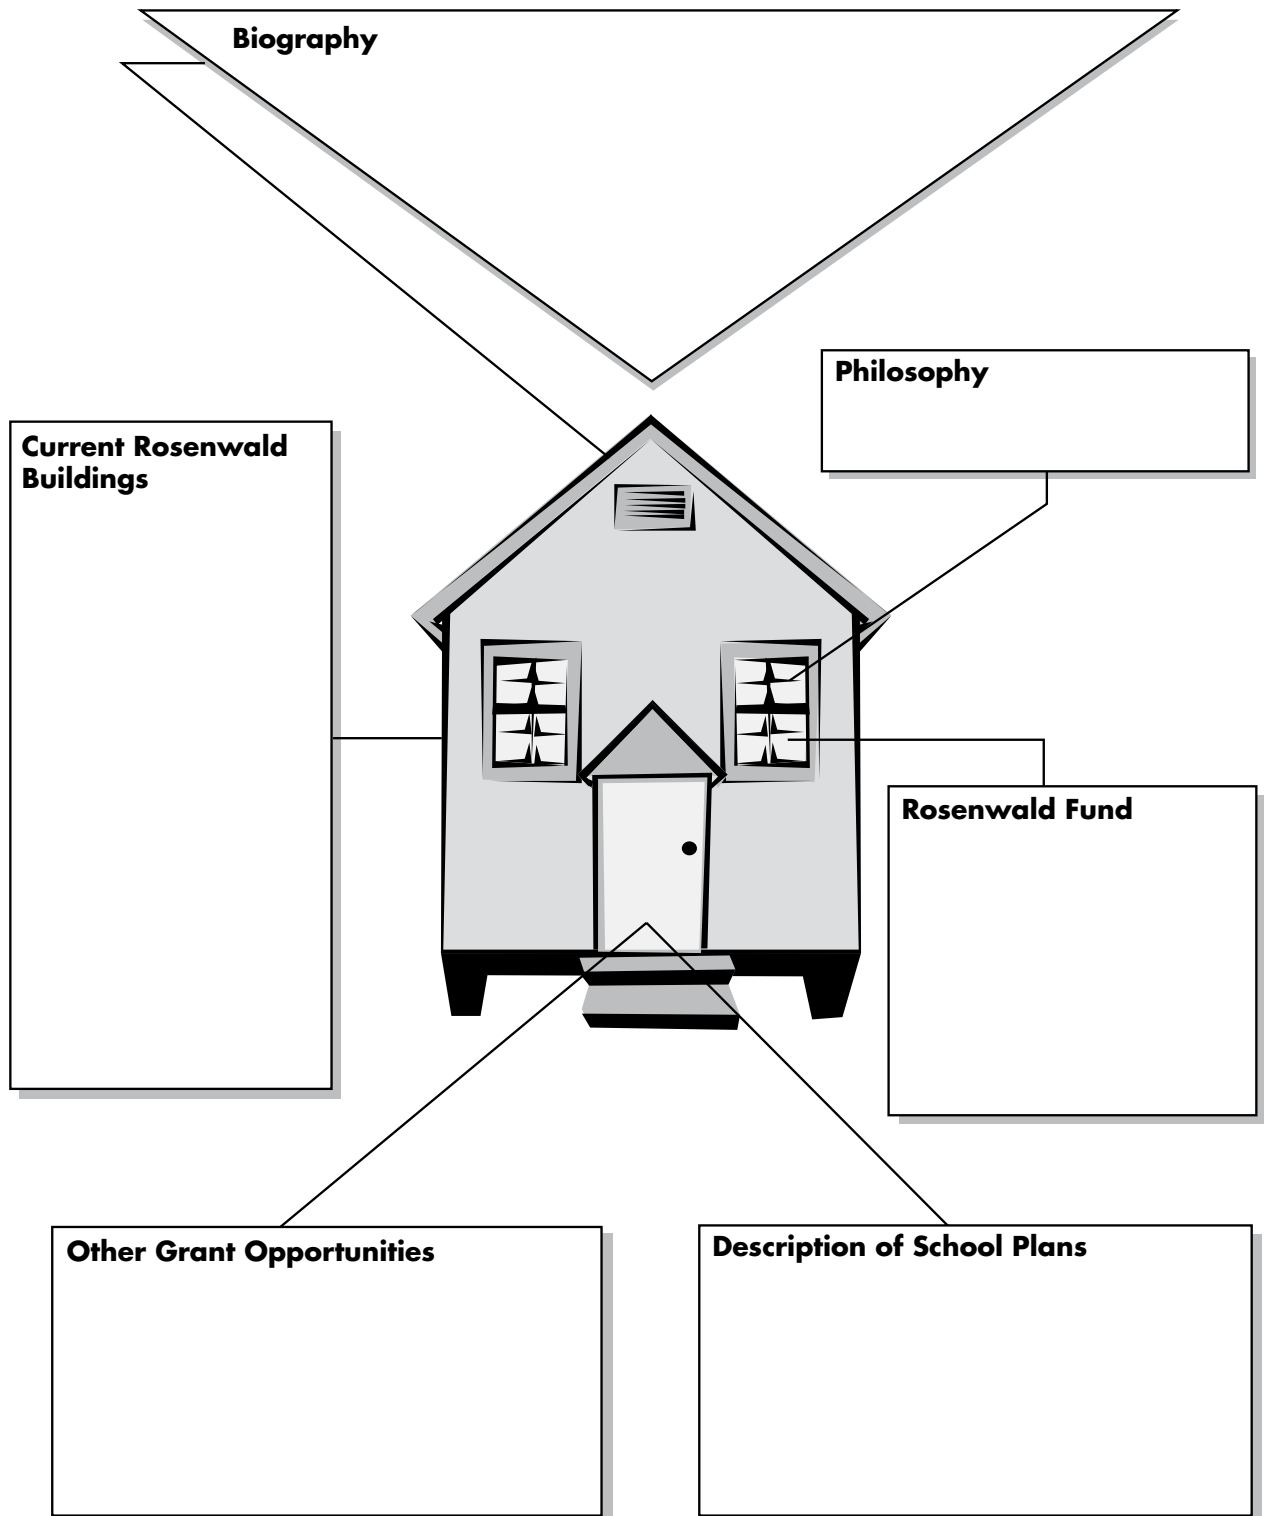 Biography
Philosophy
Current Rosenwald
Buildings
Rosenwald Fund
Other Grant Opportunities
Description of School Plans